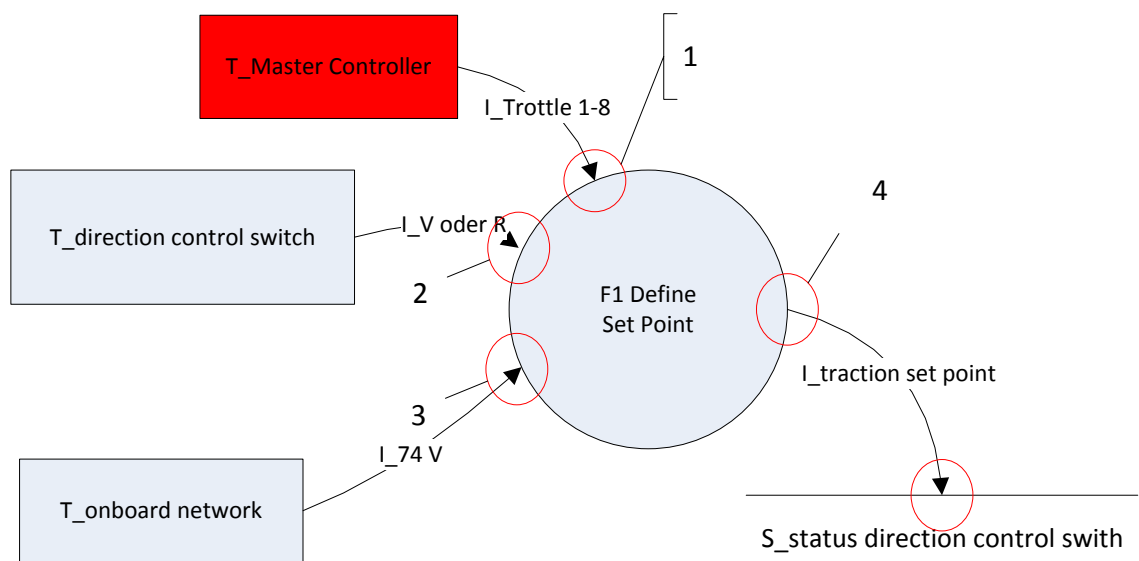 T_Master Controller
1
I_Trottle 1-8
4
T_direction control switch
I_V oder R
2
F1 Define
Set Point
I_traction set point
3
I_74 V
T_onboard network
S_status direction control swith